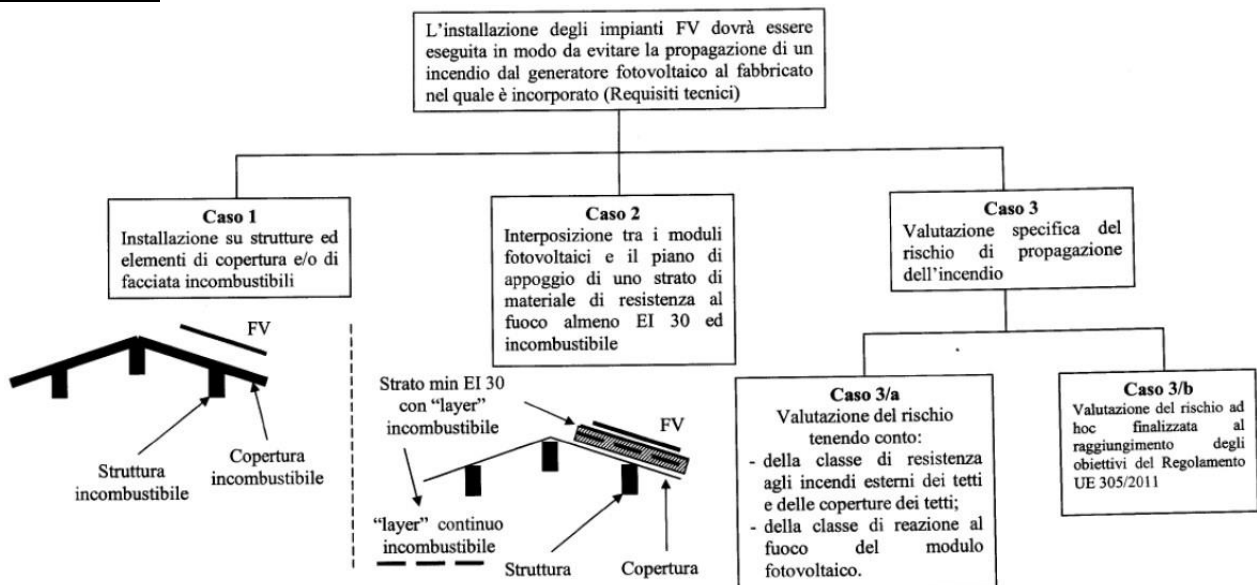 L'installazione degli impianti FV dovrà essere
eseguita in modo da evitare la propagazione di un
incendio dal generatore fotovoltaico al fabbricato
nel quale è incorporato (Requisiti tecnici)
Caso 1
Installazione su strutture ed
elementi di copertura e/o di
facciata incombustibili
FV
Struttura
incombustibile
Copertura
incombustibile
Caso 2
Interposizione tra i moduli
fotovoltaici e il piano di
appoggio di uno strato di
materiale di resistenza al
fuoco almeno EI 30 ed
incombustibile
Strato min EI 30
con "layer"
incombustibile
FV
"layer" continuo
incombustibile
Struttura
Copertura
Caso 3
Valutazione specifica del
rischio di propagazione
dell'incendio
Caso 3/a
Valutazione del rischio
tenendo conto:
- della classe di resistenza
agli incendi esterni dei tetti
e delle coperture dei tetti;
- della classe di reazione al
fuoco del modulo
fotovoltaico.
Caso 3/b
Valutazione del rischio ad
hoc finalizzata al
raggiungimento degli
obiettivi del Regolamento
UE 305/2011